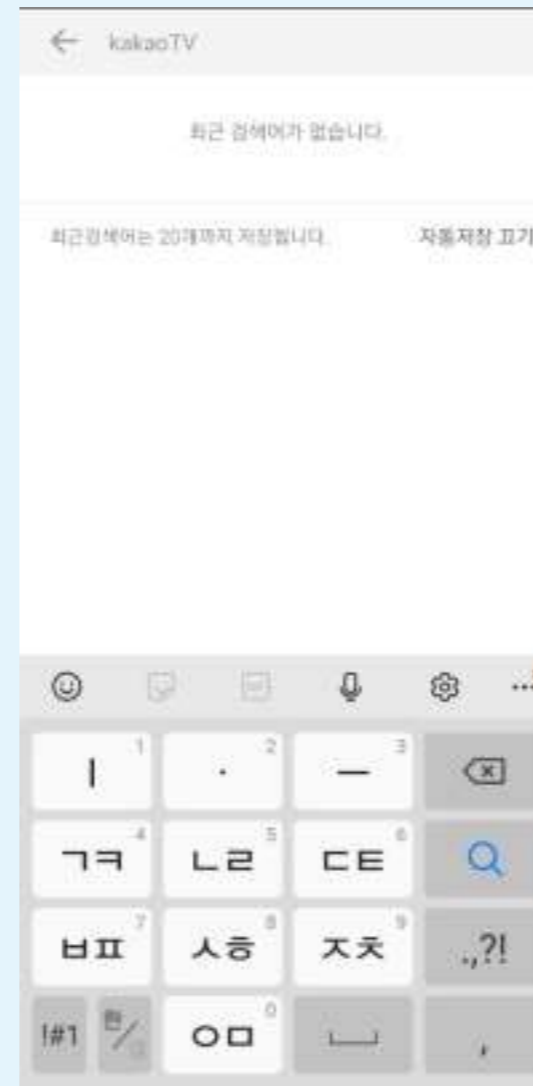 ← kakaoTV
최근 검색어가 없습니다.
최근검색어는 20개까지 저장됩니다. 자동저장 끄기
ㅣ 1 · 2 ㅡ 3
ㄱㅋ 4 ㄴㄹ 5 ㄷㅌ 6
ㅂㅍ 7 ㅅㅎ 8 ㅈㅊ 9 .,?!
!#1 한/ ㅇㅁ 0 ,